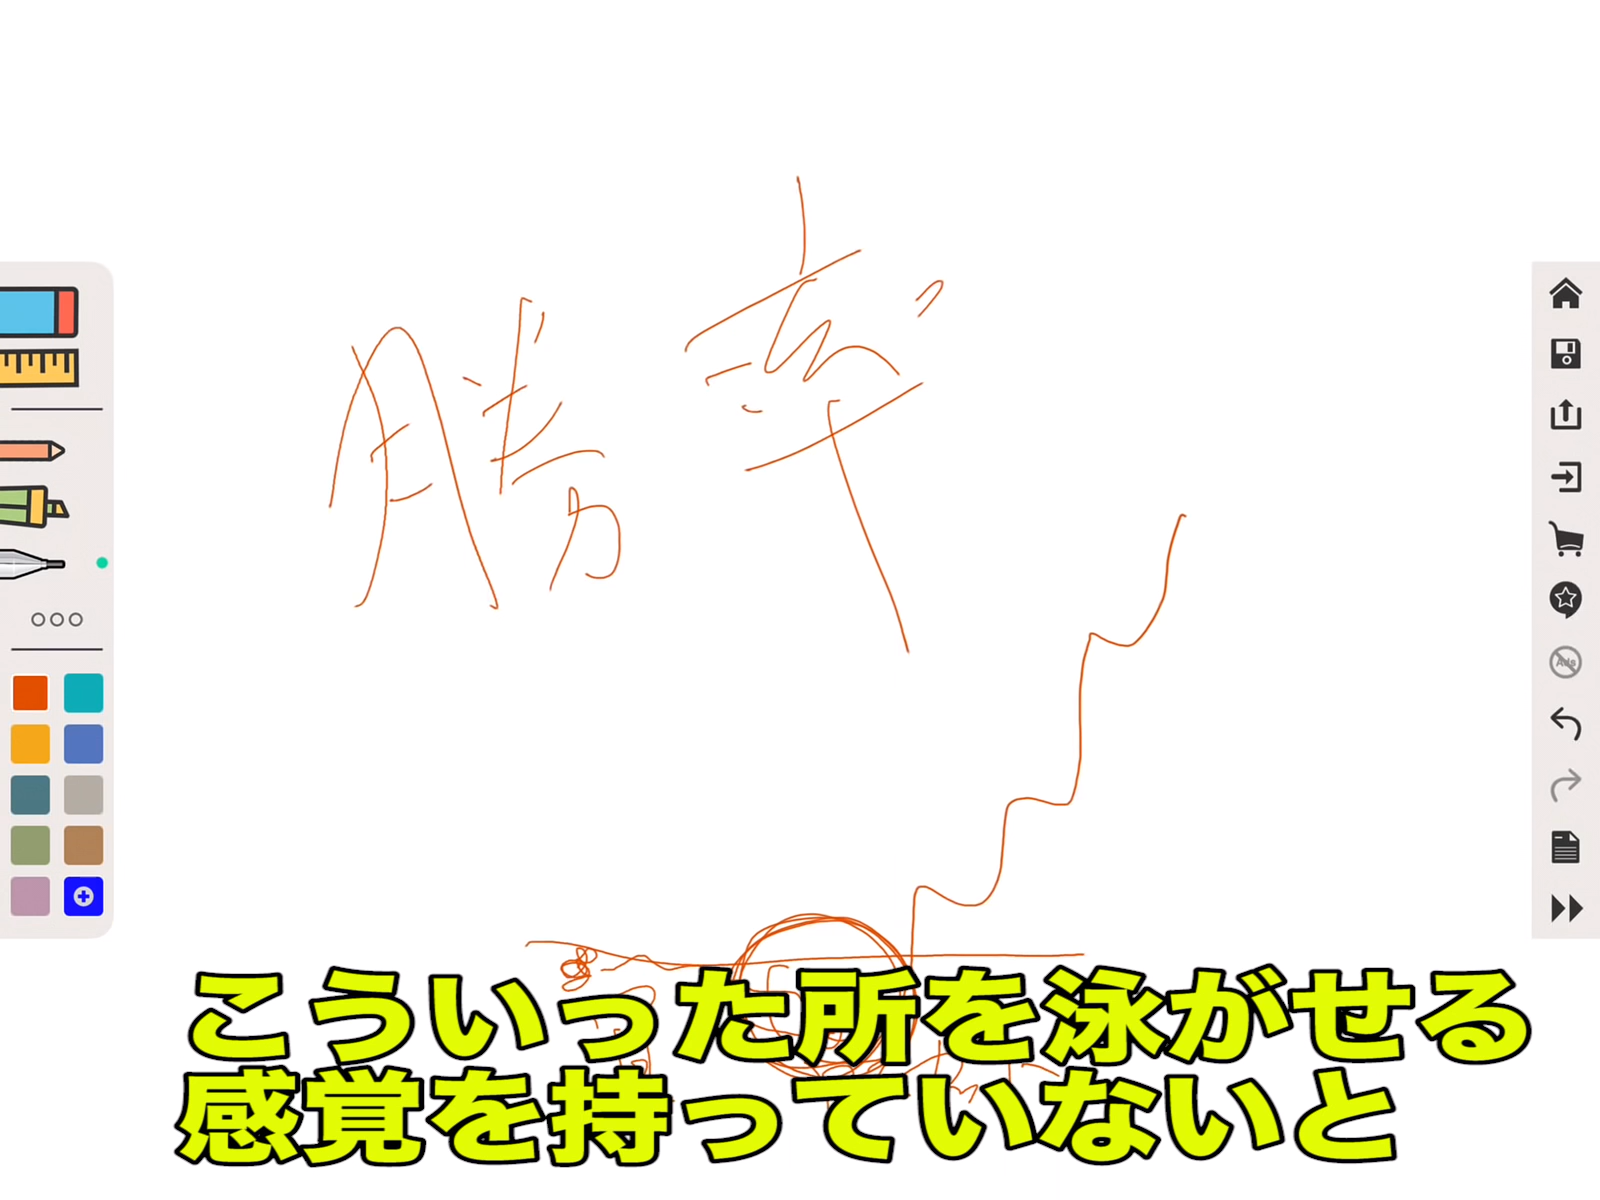 勝率
こういった所を泳がせる
感覚を持っていないと